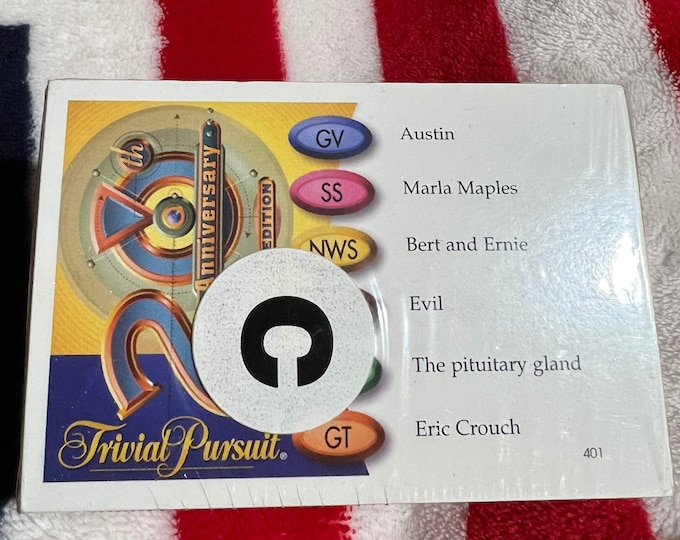 20th
Anniversary
EDITION
Trivial Pursuit®
GV Austin
SS Marla Maples
NWS Bert and Ernie
Evil
The pituitary gland
GT Eric Crouch
401